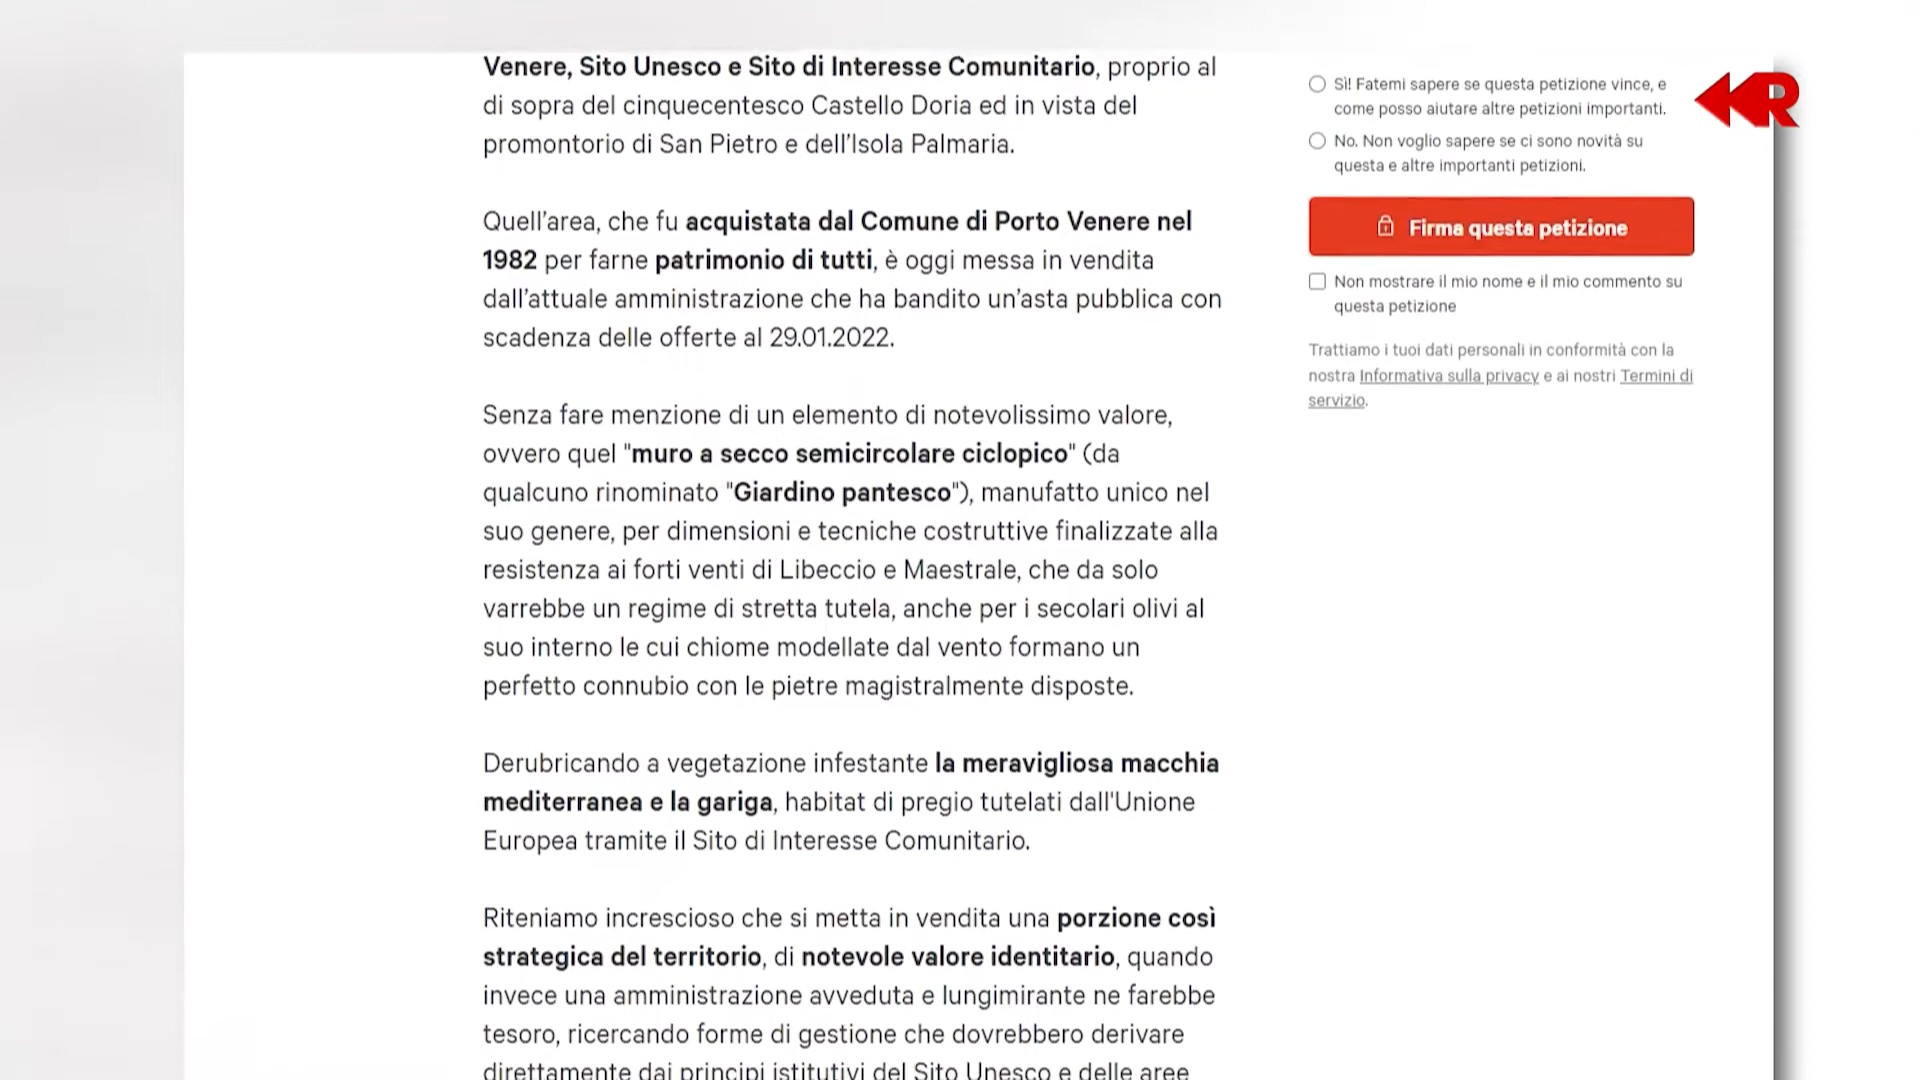 Venere, Sito Unesco e Sito di Interesse Comunitario, proprio al
di sopra del cinquecentesco Castello Doria ed in vista del
promontorio di San Pietro e dell’Isola Palmaria.
Quell’area, che fu acquistata dal Comune di Porto Venere nel
1982 per farne patrimonio di tutti, è oggi messa in vendita
dall’attuale amministrazione che ha bandito un’asta pubblica con
scadenza delle offerte al 29.01.2022.
Senza fare menzione di un elemento di notevolissimo valore,
ovvero quel "muro a secco semicircolare ciclopico" (da
qualcuno rinominato "Giardino pantesco"), manufatto unico nel
suo genere, per dimensioni e tecniche costruttive finalizzate alla
resistenza ai forti venti di Libeccio e Maestrale, che da solo
varrebbe un regime di stretta tutela, anche per i secolari olivi al
suo interno le cui chiome modellate dal vento formano un
perfetto connubio con le pietre magistralmente disposte.
Derubricando a vegetazione infestante la meravigliosa macchia
mediterranea e la gariga, habitat di pregio tutelati dall'Unione
Europea tramite il Sito di Interesse Comunitario.
Riteniamo increscioso che si metta in vendita una porzione così
strategica del territorio, di notevole valore identitario, quando
invece una amministrazione avveduta e lungimirante ne farebbe
tesoro, ricercando forme di gestione che dovrebbero derivare
direttamente dai principi istitutivi del Sito Unesco e delle aree
Sì! Fatemi sapere se questa petizione vince, e
come posso aiutare altre petizioni importanti.
No. Non voglio sapere se ci sono novità su
questa e altre importanti petizioni.
Firma questa petizione
Non mostrare il mio nome e il mio commento su
questa petizione
Trattiamo i tuoi dati personali in conformità con la
nostra Informativa sulla privacy e ai nostri Termini di
servizio.
R